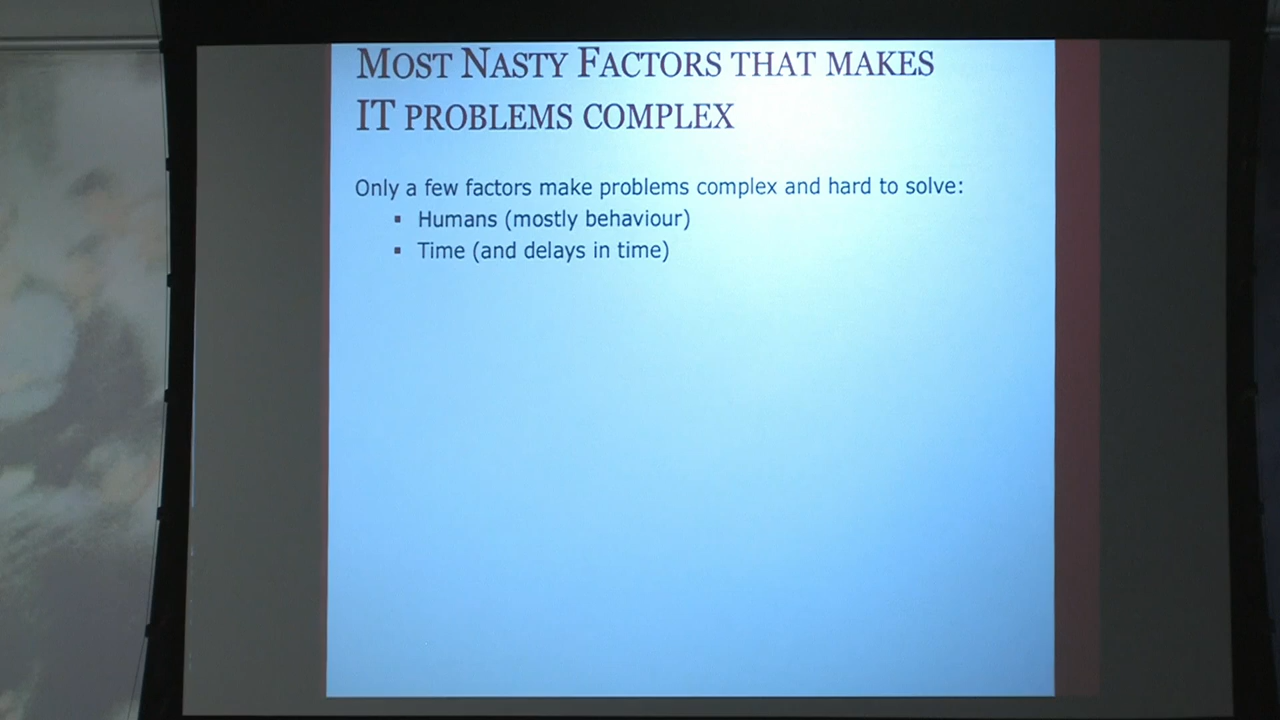 MOST NASTY FACTORS THAT MAKES
IT PROBLEMS COMPLEX
Only a few factors make problems complex and hard to solve:
▪ Humans (mostly behaviour)
▪ Time (and delays in time)